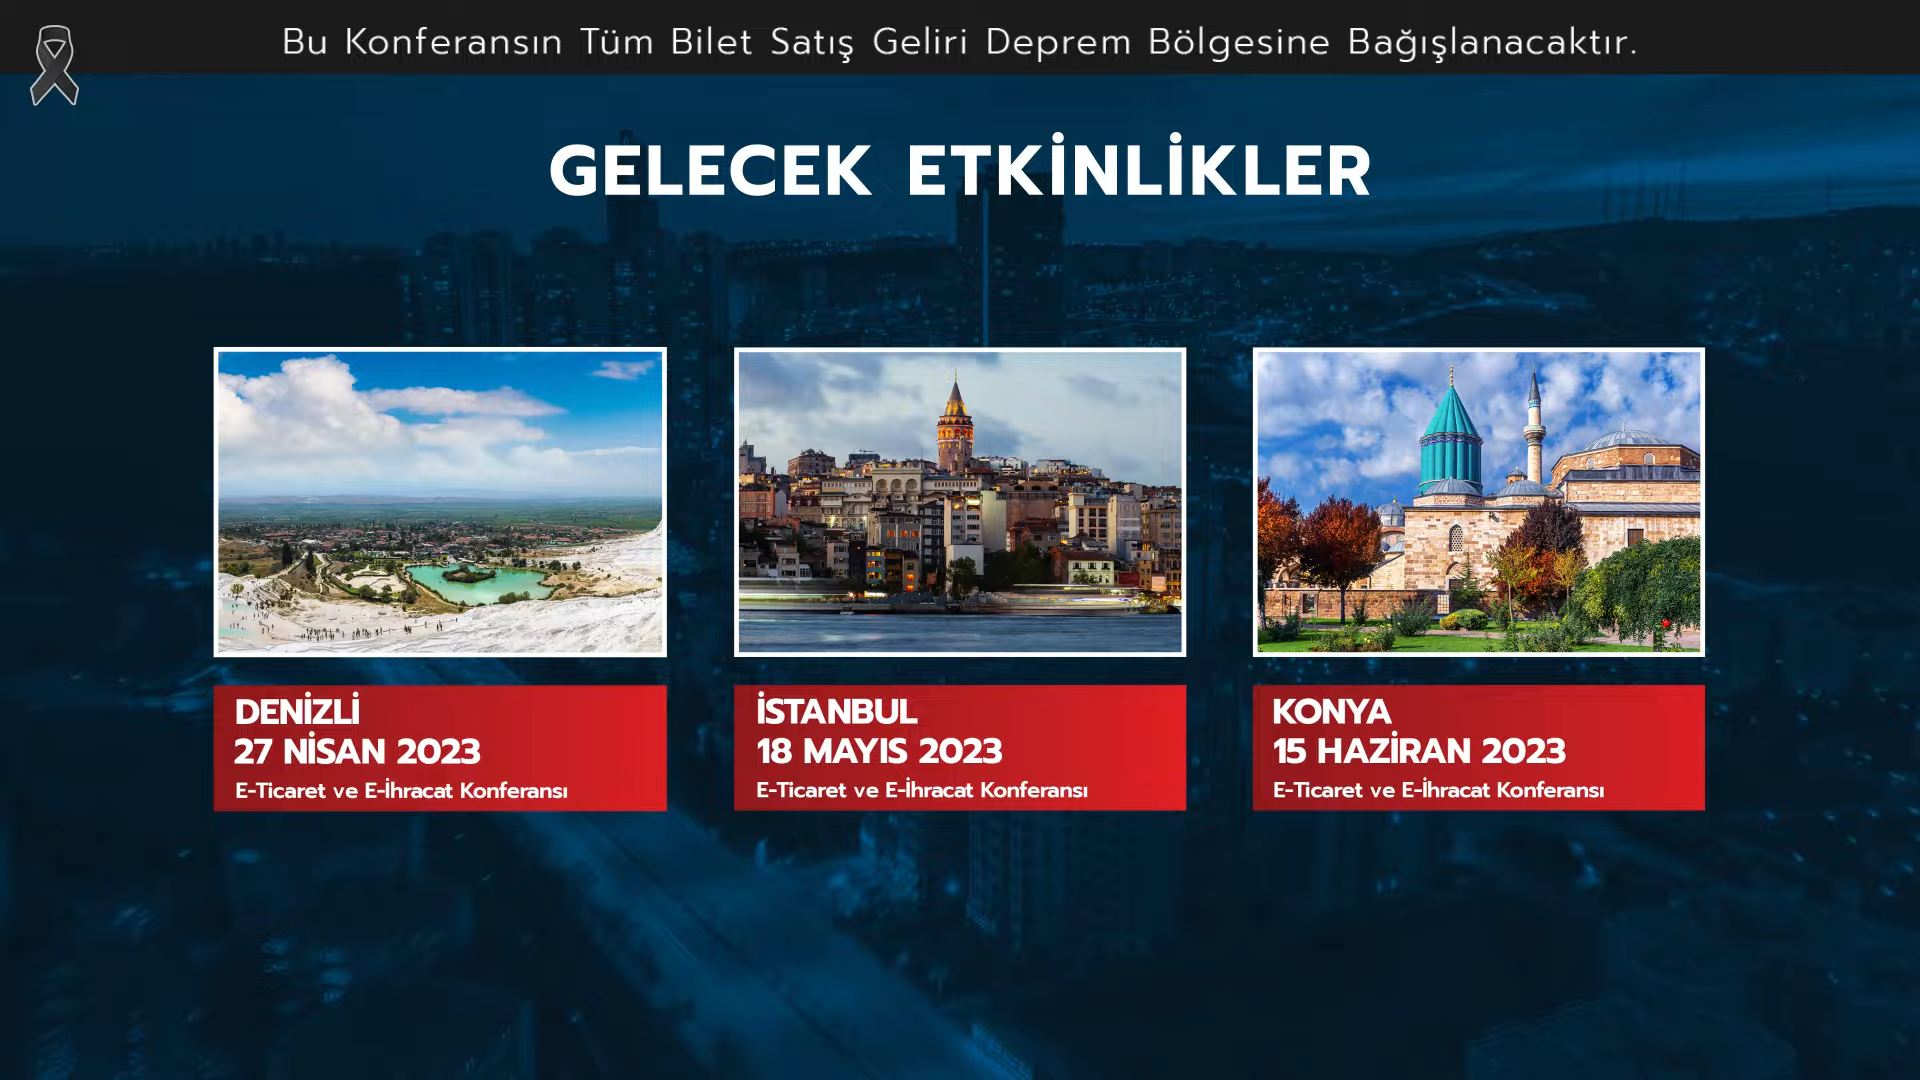 Bu Konferansın Tüm Bilet Satış Geliri Deprem Bölgesine Bağışlanacaktır.
GELECEK ETKİNLİKLER
DENİZLİ
27 NİSAN 2023
E-Ticaret ve E-İhracat Konferansı
İSTANBUL
18 MAYIS 2023
E-Ticaret ve E-İhracat Konferansı
KONYA
15 HAZİRAN 2023
E-Ticaret ve E-İhracat Konferansı